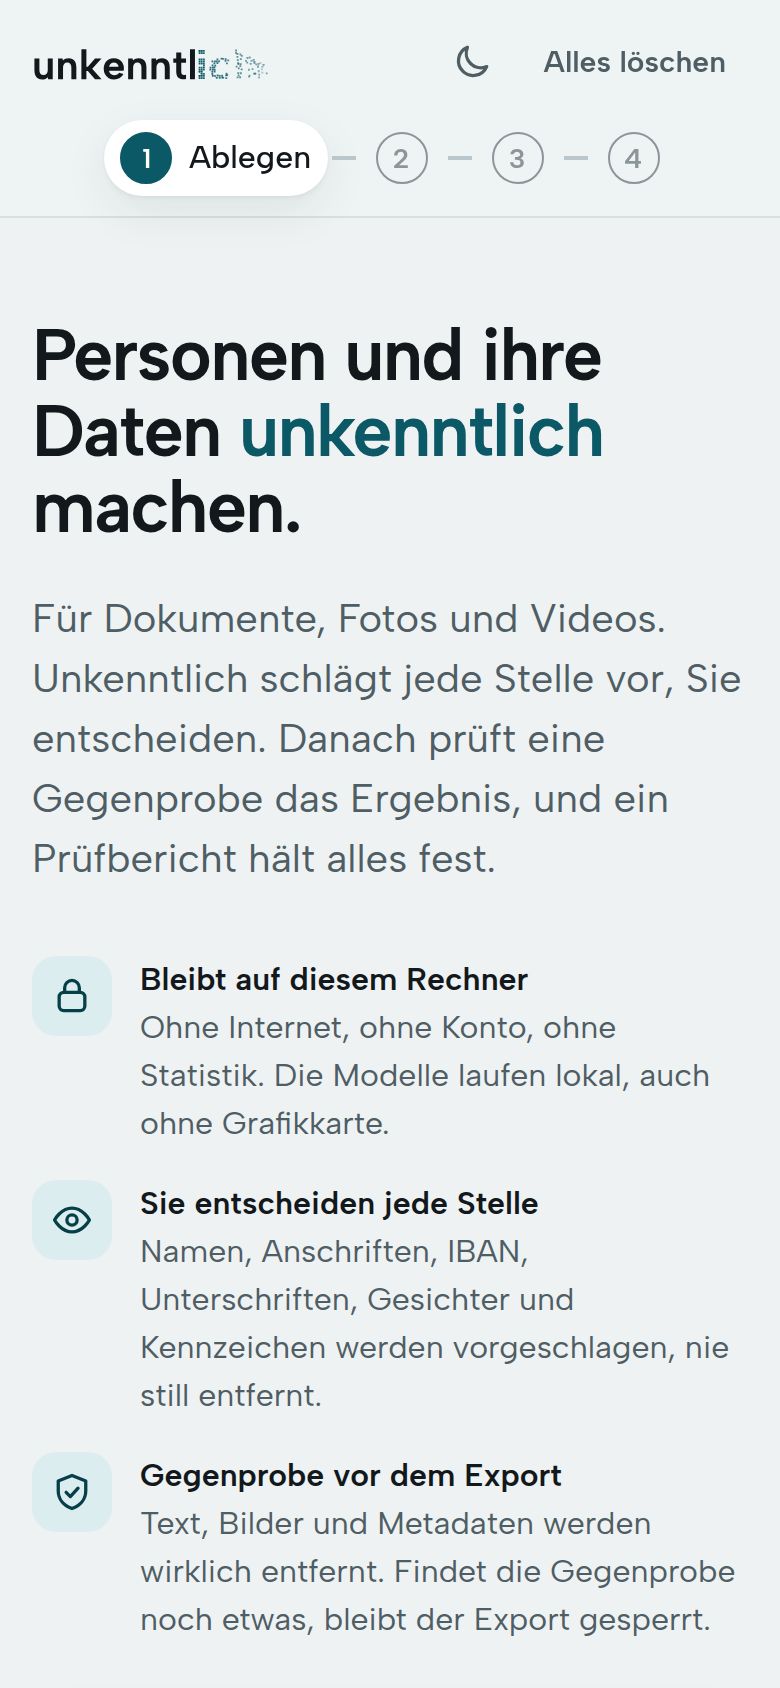 unkenntlich
Alles löschen
1 Ablegen 2 3 4
Personen und ihre
Daten unkenntlich
machen.
Für Dokumente, Fotos und Videos.
Unkenntlich schlägt jede Stelle vor, Sie
entscheiden. Danach prüft eine
Gegenprobe das Ergebnis, und ein
Prüfbericht hält alles fest.
Bleibt auf diesem Rechner
Ohne Internet, ohne Konto, ohne
Statistik. Die Modelle laufen lokal, auch
ohne Grafikkarte.
Sie entscheiden jede Stelle
Namen, Anschriften, IBAN,
Unterschriften, Gesichter und
Kennzeichen werden vorgeschlagen, nie
still entfernt.
Gegenprobe vor dem Export
Text, Bilder und Metadaten werden
wirklich entfernt. Findet die Gegenprobe
noch etwas, bleibt der Export gesperrt.